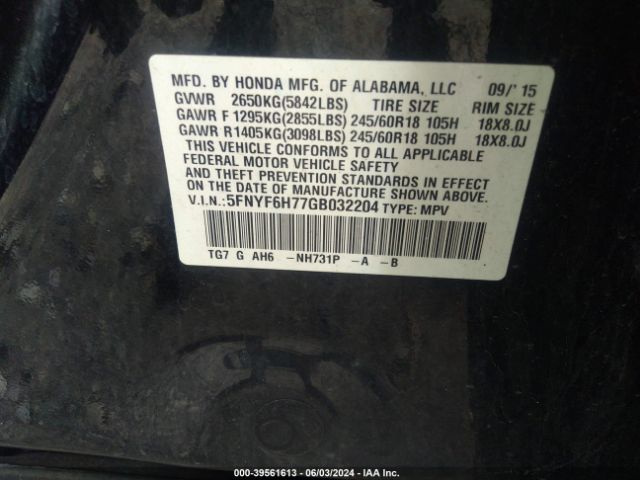 MFD. BY HONDA MFG. OF ALABAMA, LLC 09/' 15
GVWR 2650KG(5842LBS) TIRE SIZE RIM SIZE
GAWR F 1295KG(2855LBS) 245/60R18 105H 18X8.0J
GAWR R1405KG(3098LBS) 245/60R18 105H 18X8.0J
THIS VEHICLE CONFORMS TO ALL APPLICABLE
FEDERAL MOTOR VEHICLE SAFETY
AND THEFT PREVENTION STANDARDS IN EFFECT
ON THE DATE OF MANUFACTURE SHOWN ABOVE.
V.I.N.: 5FNYF6H77GB032204 TYPE: MPV
TG7 G AH6 -NH731P -A -B
000-39561613 - 06/03/2024 - IAA Inc.